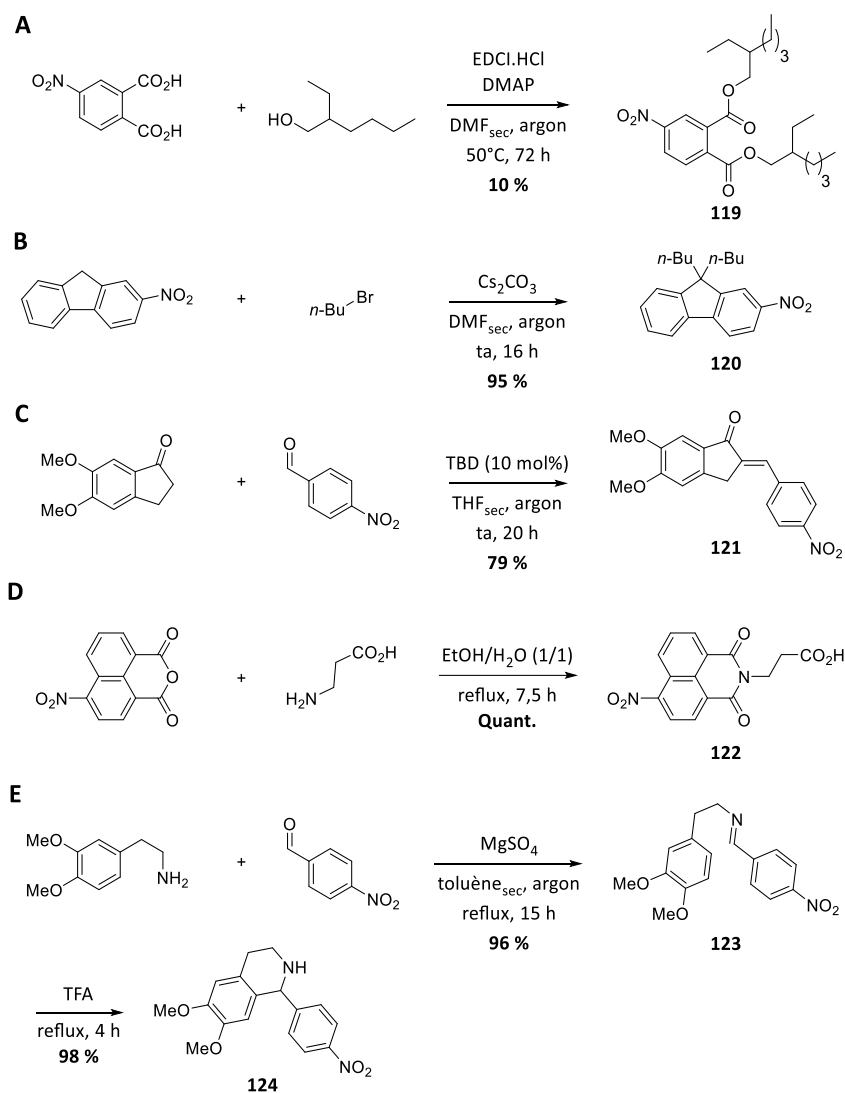 A
O₂N
CO₂H
CO₂H
+
HO
EDCI.HCl
DMAP
DMFsec, argon
50°C, 72 h
10 %
( )3
O
O
O₂N
O
O
( )3
119
B
NO₂
+
n-Bu Br
Cs₂CO₃
DMFsec, argon
ta, 16 h
95 %
n-Bu n-Bu
NO₂
120
C
O
MeO
MeO
+
O
NO₂
TBD (10 mol%)
THFsec, argon
ta, 20 h
79 %
O
MeO
MeO
NO₂
121
D
O
O
O
O₂N
+
CO₂H
H₂N
EtOH/H₂O (1/1)
reflux, 7,5 h
Quant.
O
N
O
CO₂H
O₂N
122
E
MeO
MeO
NH₂
+
O
NO₂
MgSO₄
toluènesec, argon
reflux, 15 h
96 %
N
MeO
MeO
NO₂
123
TFA
reflux, 4 h
98 %
NH
MeO
MeO
NO₂
124